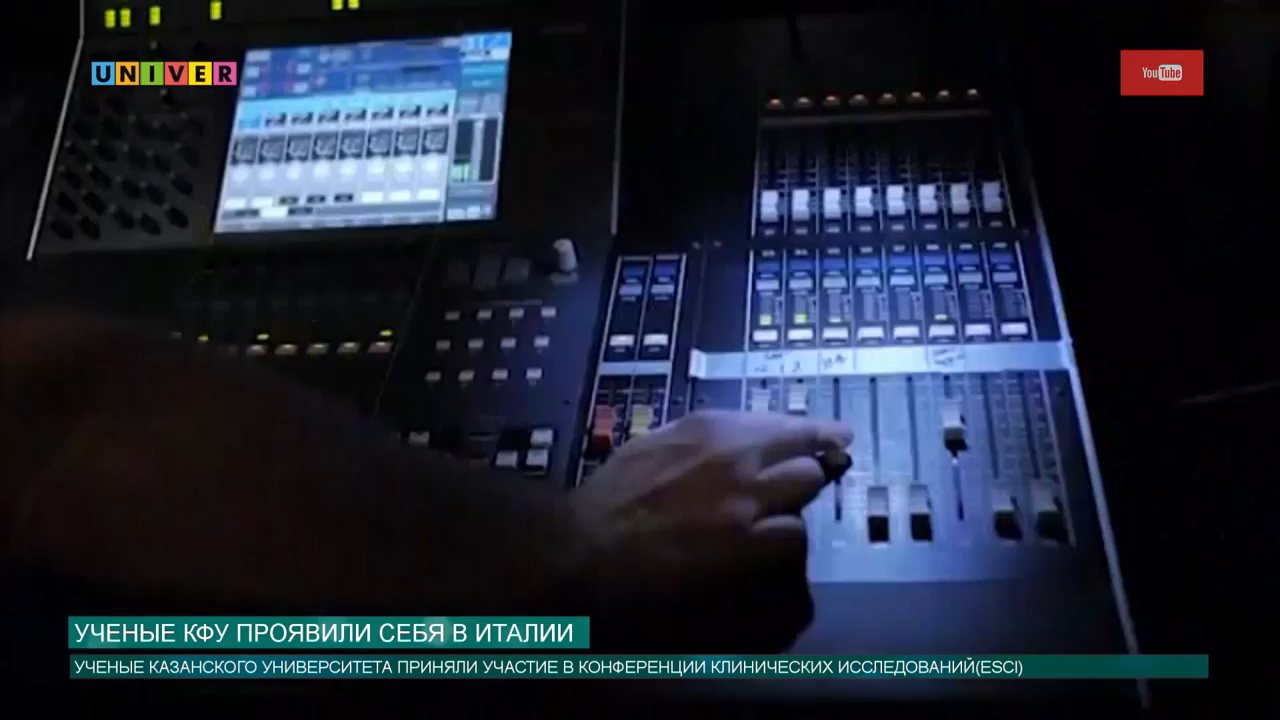 UNIVER
YouTube
УЧЕНЫЕ КФУ ПРОЯВИЛИ СЕБЯ В ИТАЛИИ
УЧЕНЫЕ КАЗАНСКОГО УНИВЕРСИТЕТА ПРИНЯЛИ УЧАСТИЕ В КОНФЕРЕНЦИИ КЛИНИЧЕСКИХ ИССЛЕДОВАНИЙ(ESCI)